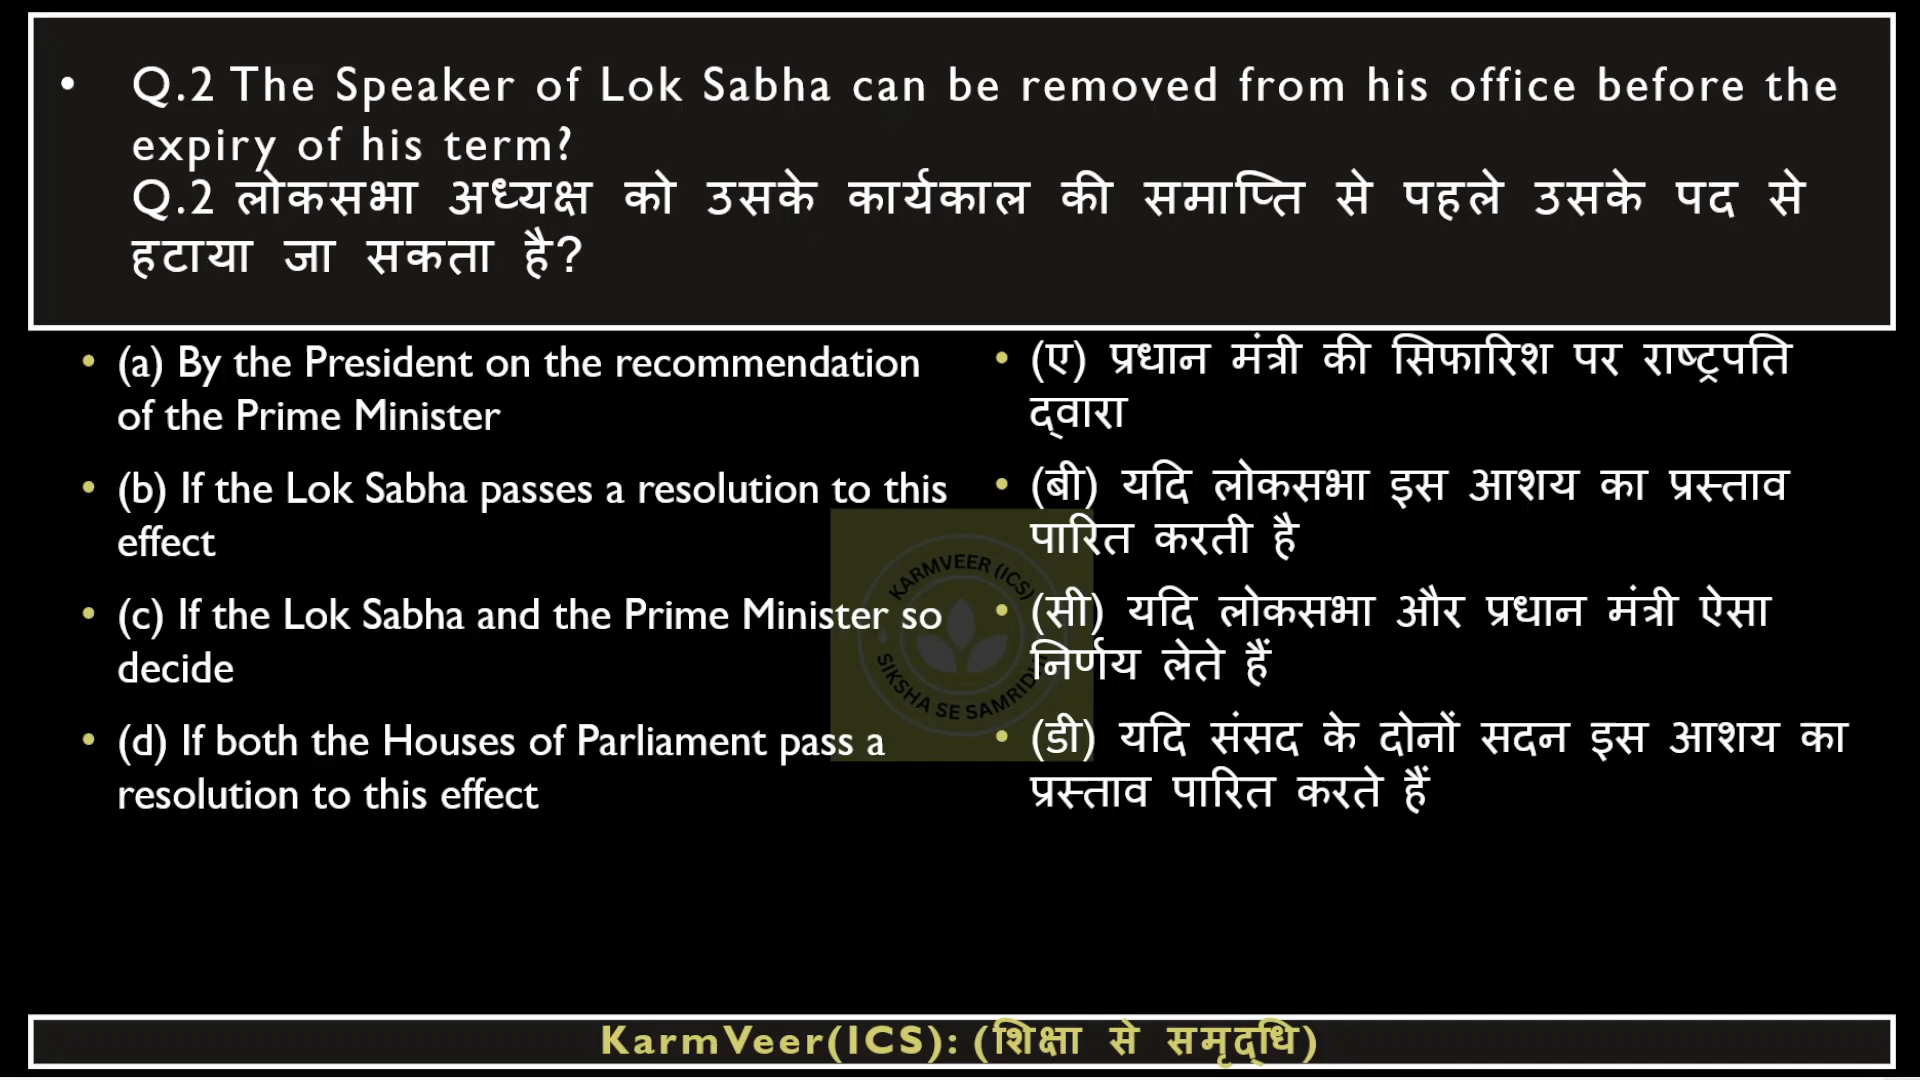 • Q.2 The Speaker of Lok Sabha can be removed from his office before the
expiry of his term?
Q.2 लोकसभा अध्यक्ष को उसके कार्यकाल की समाप्ति से पहले उसके पद से
हटाया जा सकता है?
• (a) By the President on the recommendation
of the Prime Minister
• (b) If the Lok Sabha passes a resolution to this
effect
• (c) If the Lok Sabha and the Prime Minister so
decide
• (d) If both the Houses of Parliament pass a
resolution to this effect
• (ए) प्रधान मंत्री की सिफारिश पर राष्ट्रपति
द्वारा
• (बी) यदि लोकसभा इस आशय का प्रस्ताव
पारित करती है
• (सी) यदि लोकसभा और प्रधान मंत्री ऐसा
निर्णय लेते हैं
• (डी) यदि संसद के दोनों सदन इस आशय का
प्रस्ताव पारित करते हैं
KARMVEER (ICS)
SIKSHA SE SAMRIDHI
KarmVeer(ICS): (शिक्षा से समृद्धि)